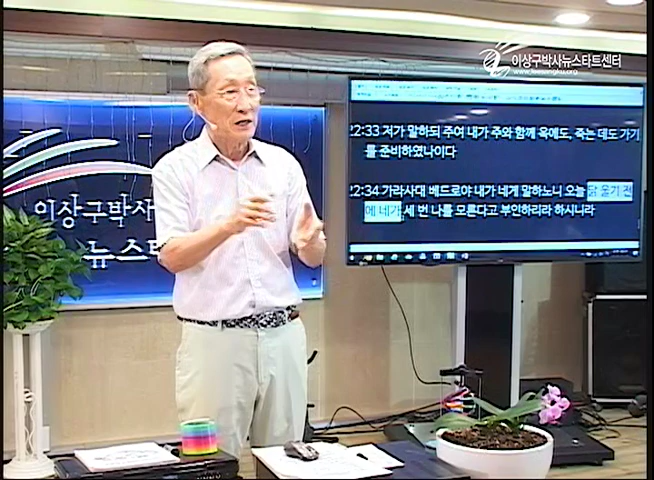 이상구박사뉴스타트센터
www.leesangku.org
22:33 저가 말하되 주여 내가 주와 함께 옥에도, 죽는 데도 가기
를 준비하였나이다
22:34 가라사대 베드로야 내가 네게 말하노니 오늘 닭 울기 전
에 네가 세 번 나를 모른다고 부인하리라 하시니라
이상구박사
뉴스타